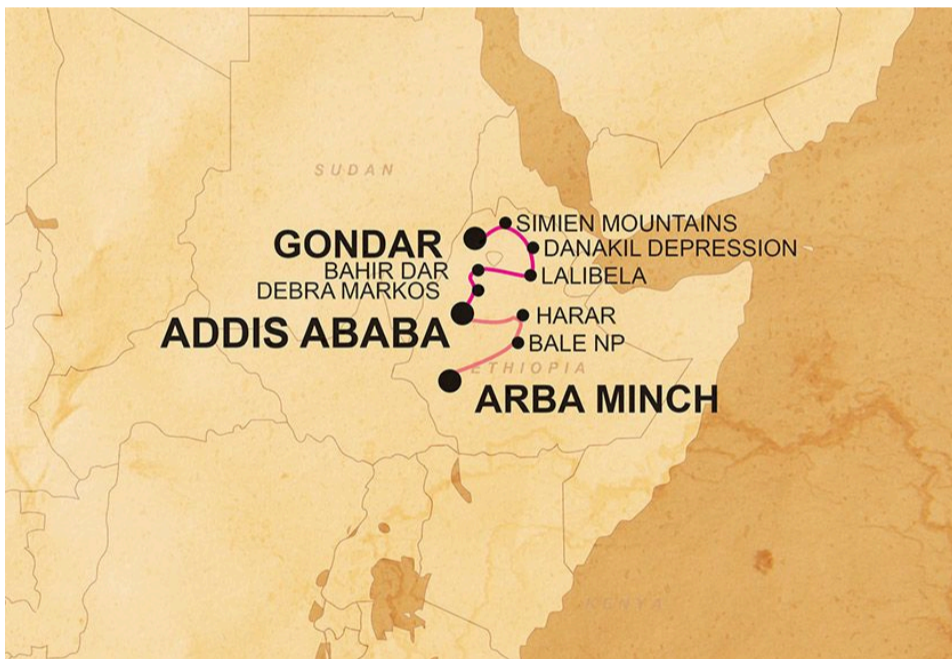 SUDAN
SIMIEN MOUNTAINS
GONDAR
DANAKIL DEPRESSION
BAHIR DAR
LALIBELA
DEBRA MARKOS
HARAR
ADDIS ABABA
BALE NP
ETHIOPIA
ARBA MINCH
KENYA